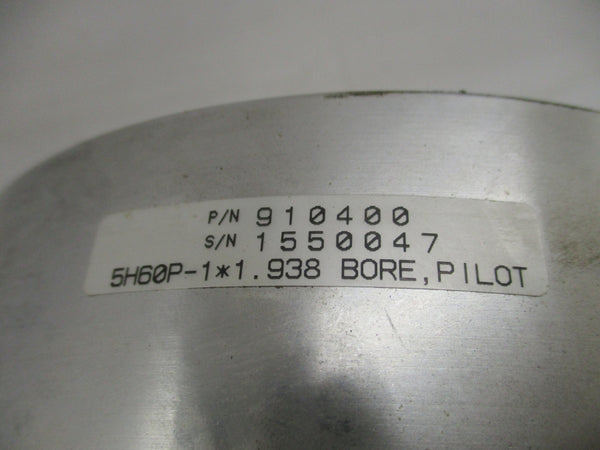 P/N 910400
S/N 1550047
5H60P-1*1.938 BORE,PILOT